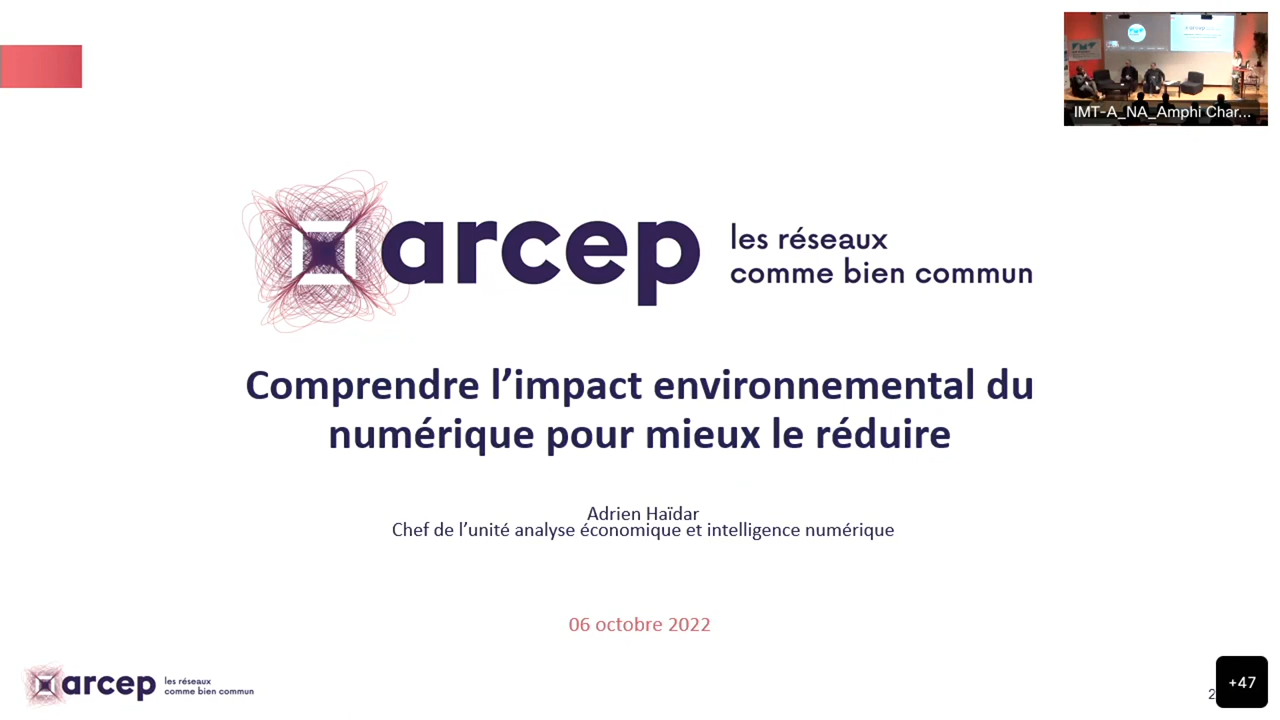 IMT-A_NA_Amphi Char...
arcep
les réseaux
comme bien commun
Comprendre l’impact environnemental du
numérique pour mieux le réduire
Adrien Haïdar
Chef de l’unité analyse économique et intelligence numérique
06 octobre 2022
arcep
les réseaux
comme bien commun
2
+47